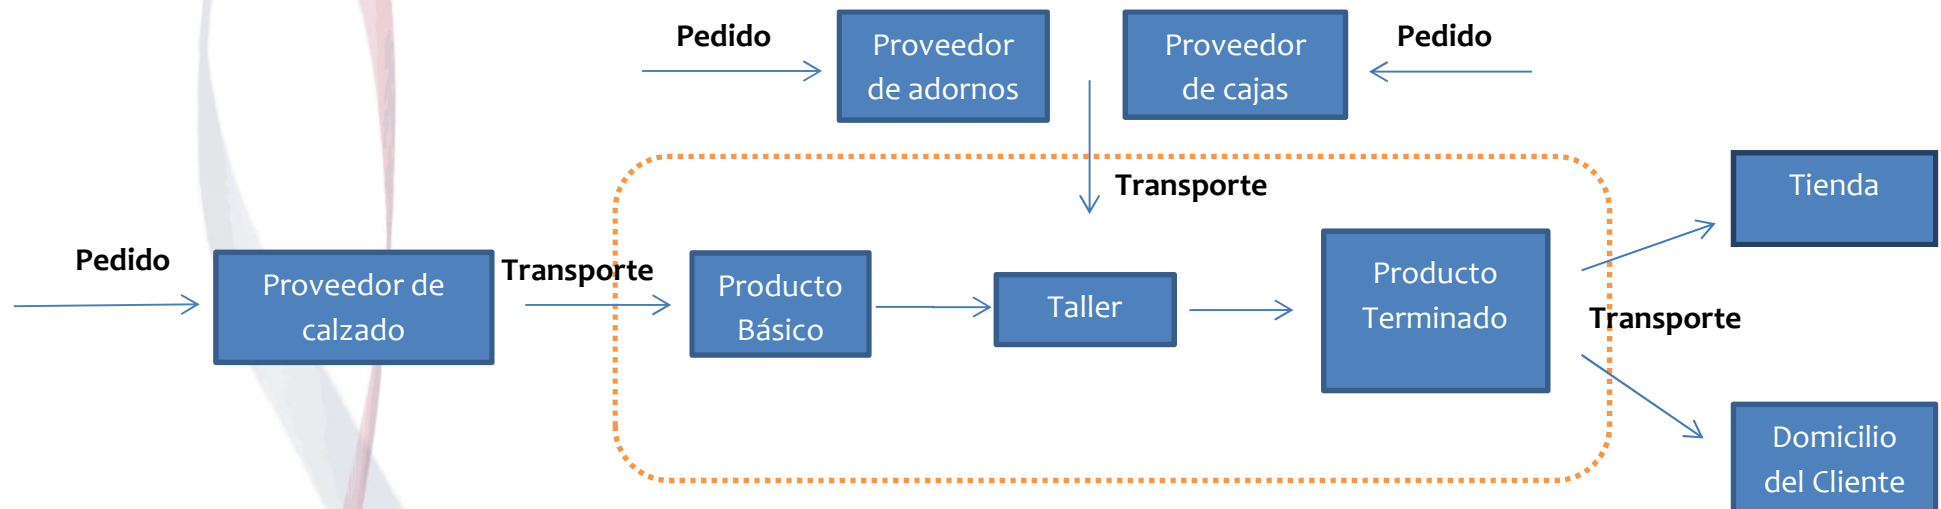 Pedido
Proveedor
de adornos
Proveedor
de cajas
Pedido
Transporte
Tienda
Pedido
Proveedor de
calzado
Transporte
Producto
Básico
Taller
Producto
Terminado
Transporte
Domicilio
del Cliente